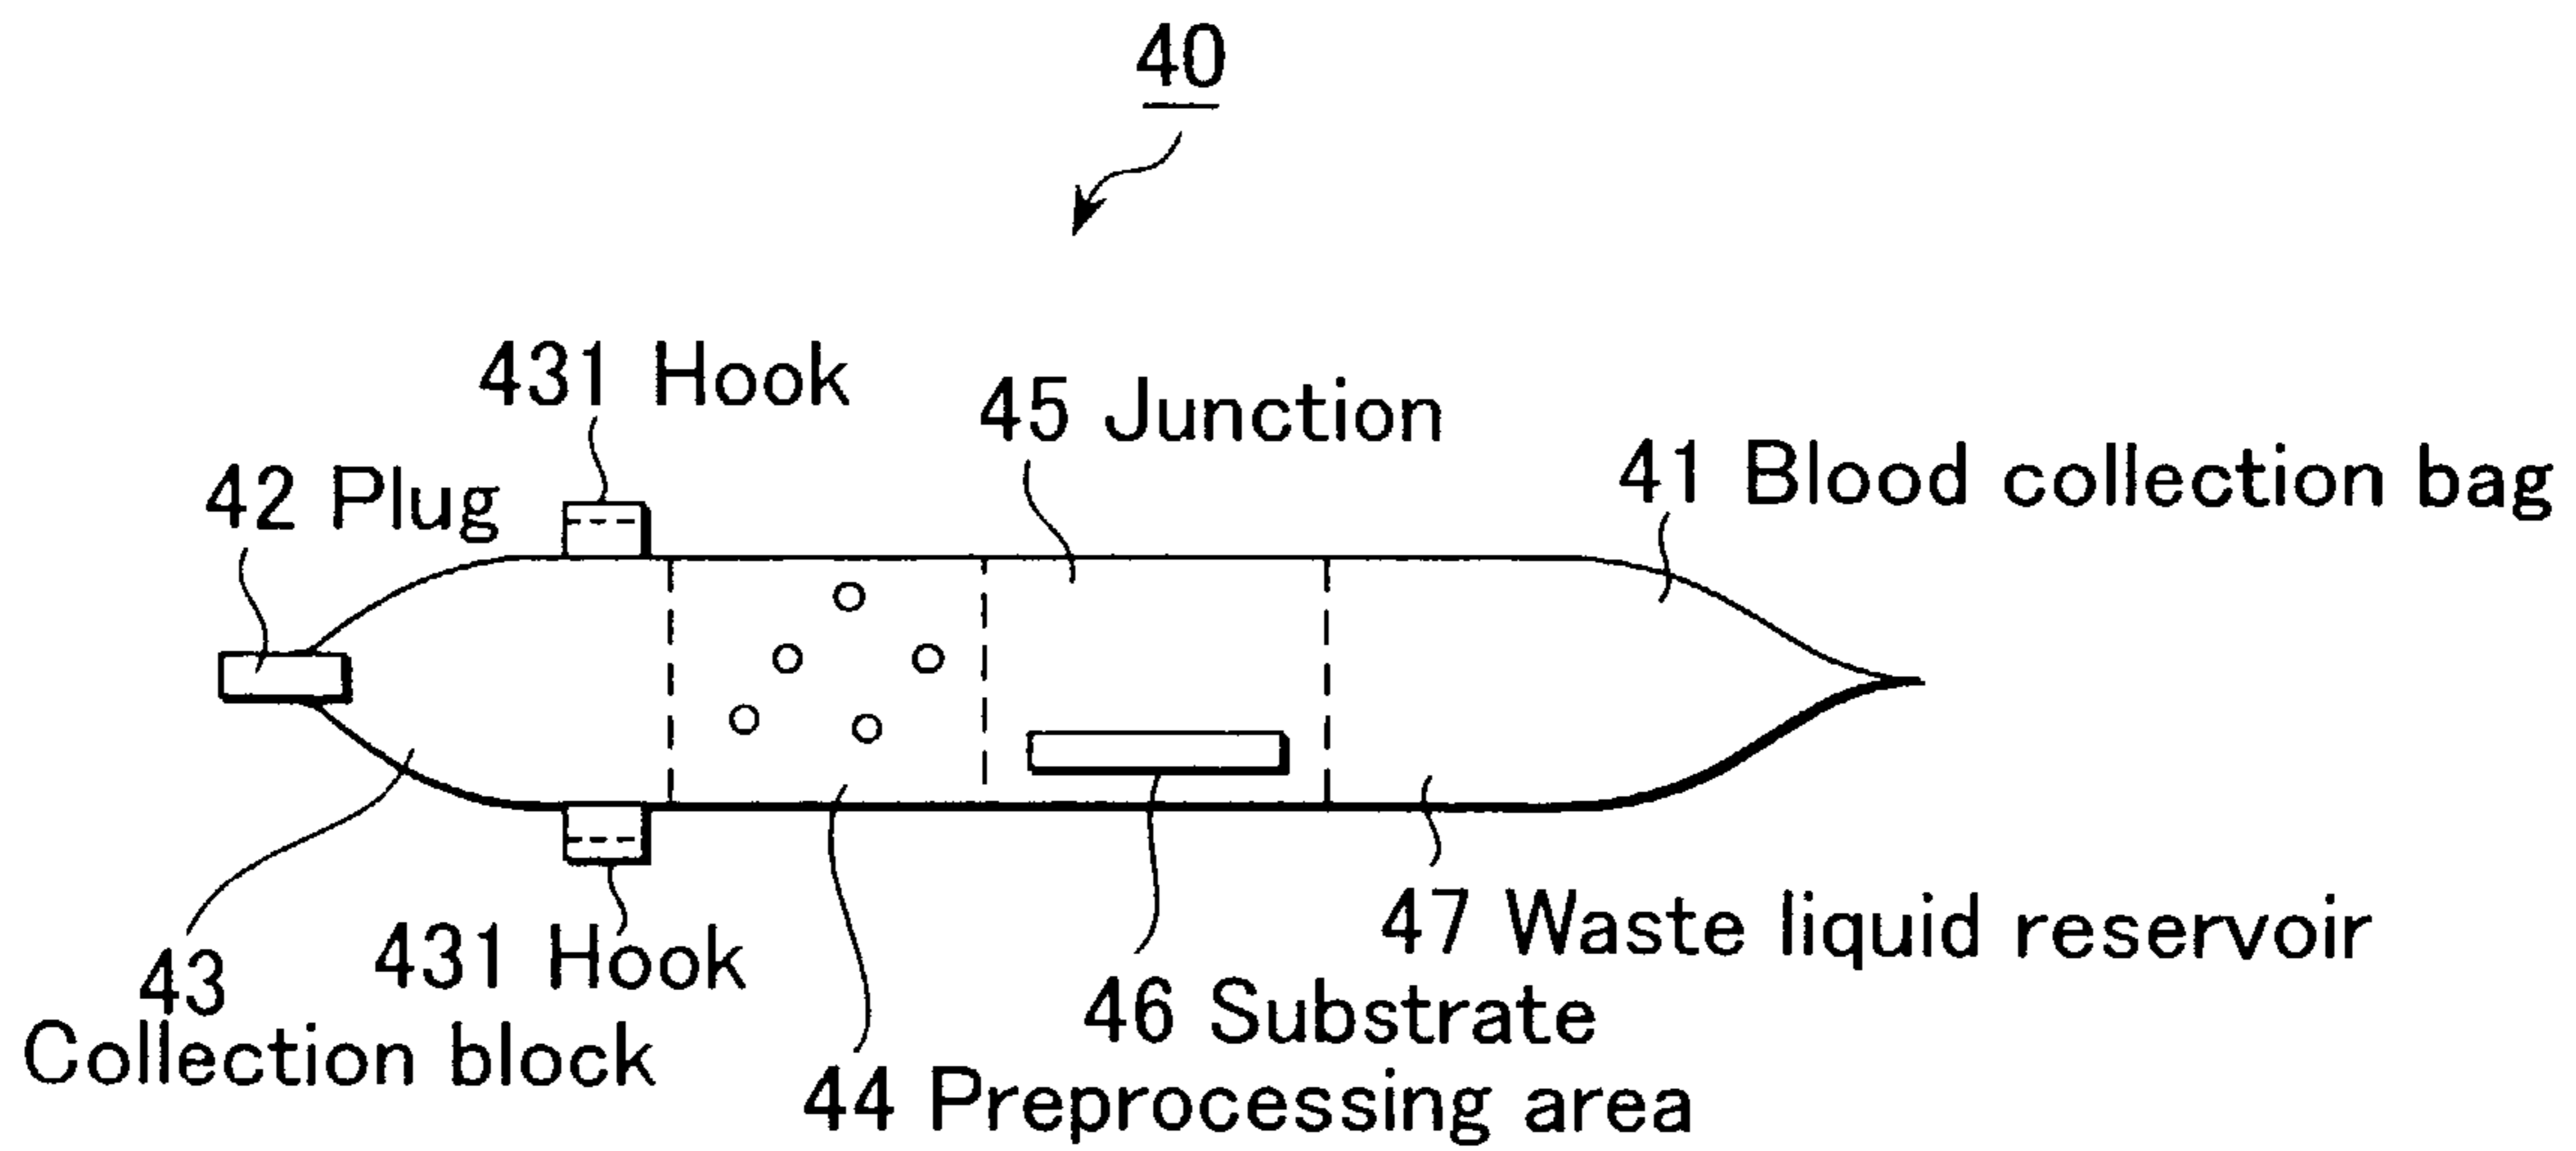 40
431 Hook
45 Junction
41 Blood collection bag
42 Plug
47 Waste liquid reservoir
431 Hook
43
Collection block
46 Substrate
44 Preprocessing area